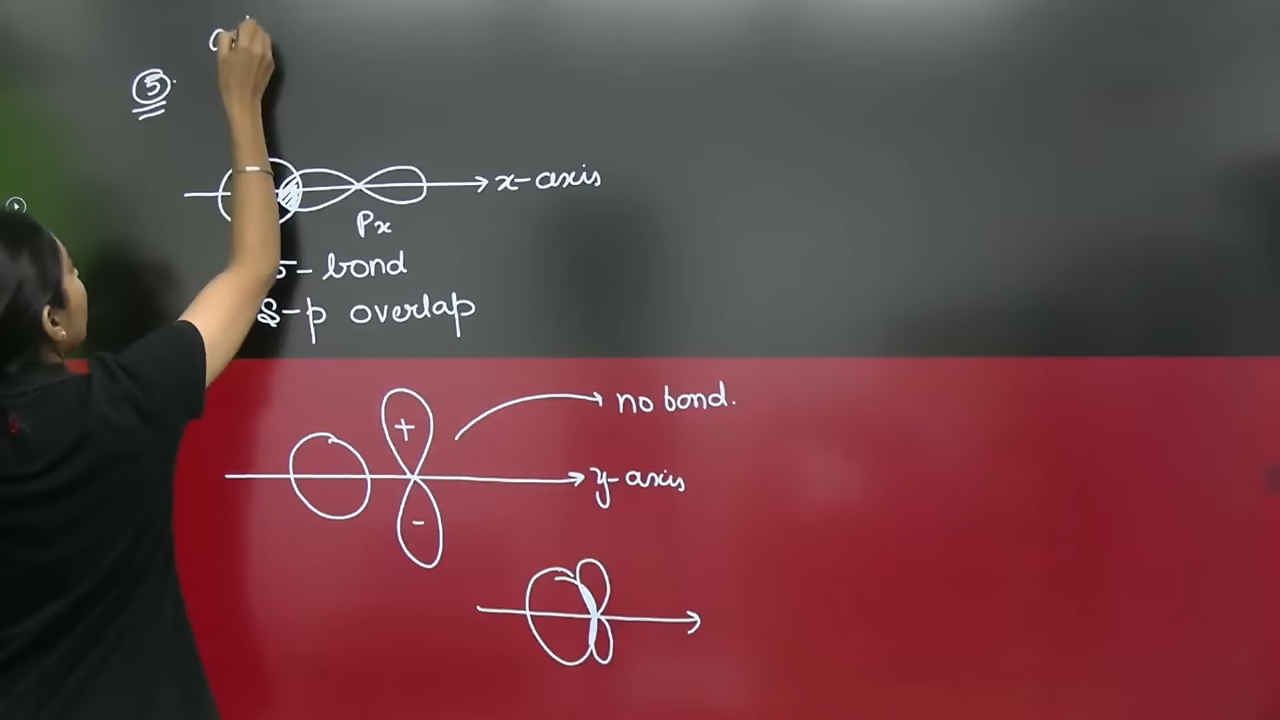 5
x-axis
Px
- bond
s-p overlap
no bond.
+
y-axis
-